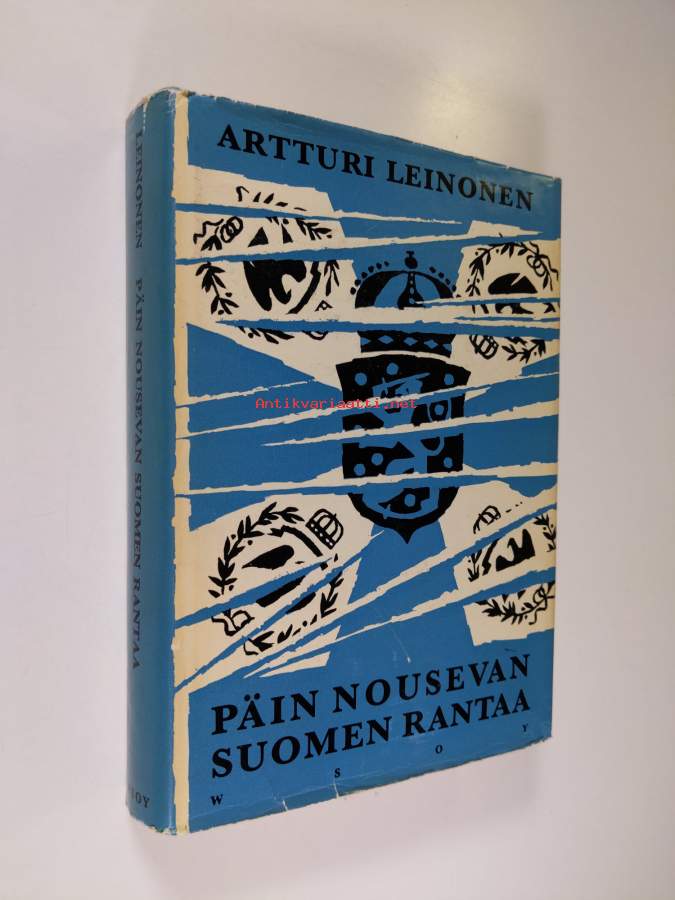 ARTTURI LEINONEN
PÄIN NOUSEVAN
SUOMEN RANTAA
W S O Y
LEINONEN PÄIN NOUSEVAN SUOMEN RANTAA
Antikvariaatti.net